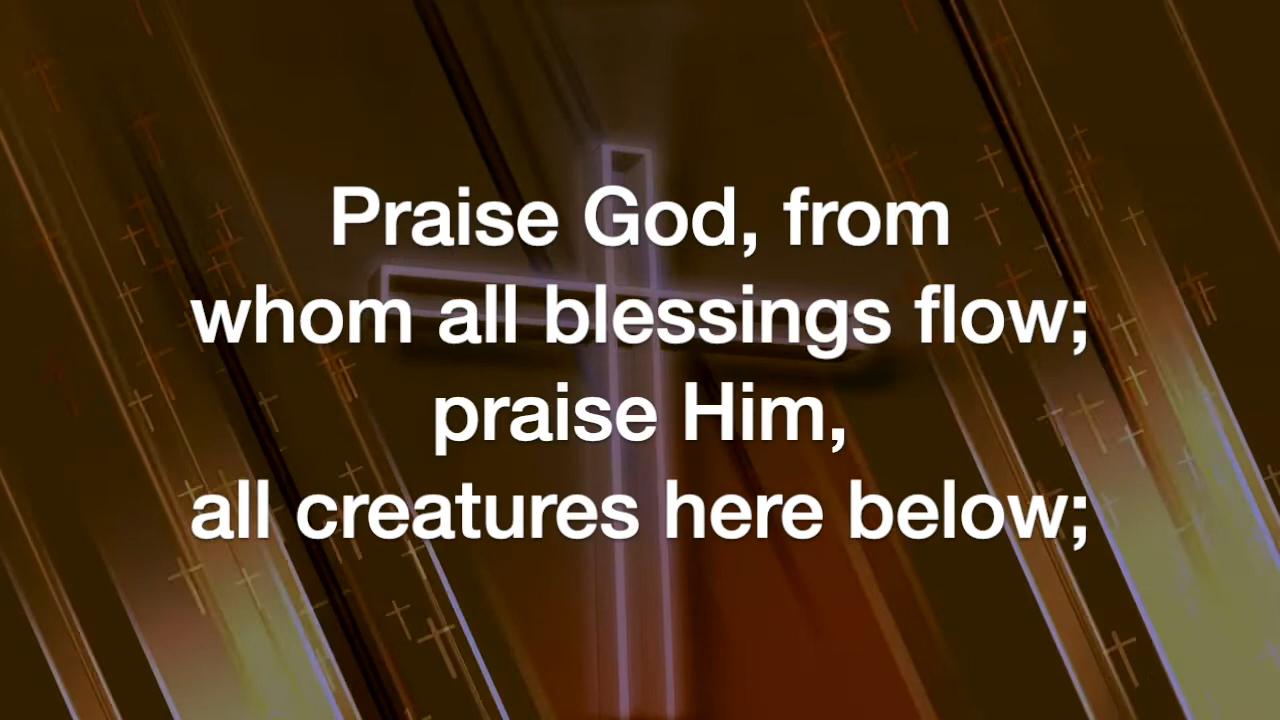 Praise God, from
whom all blessings flow;
praise Him,
all creatures here below;